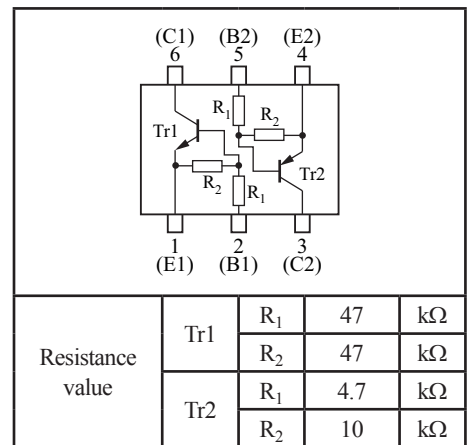 (C1) (B2) (E2)
6 5 4
R1 R2
Tr1
Tr2
R2 R1
1 2 3
(E1) (B1) (C2)
Resistance value Tr1 R1 47 kΩ
R2 47 kΩ
Tr2 R1 4.7 kΩ
R2 10 kΩ